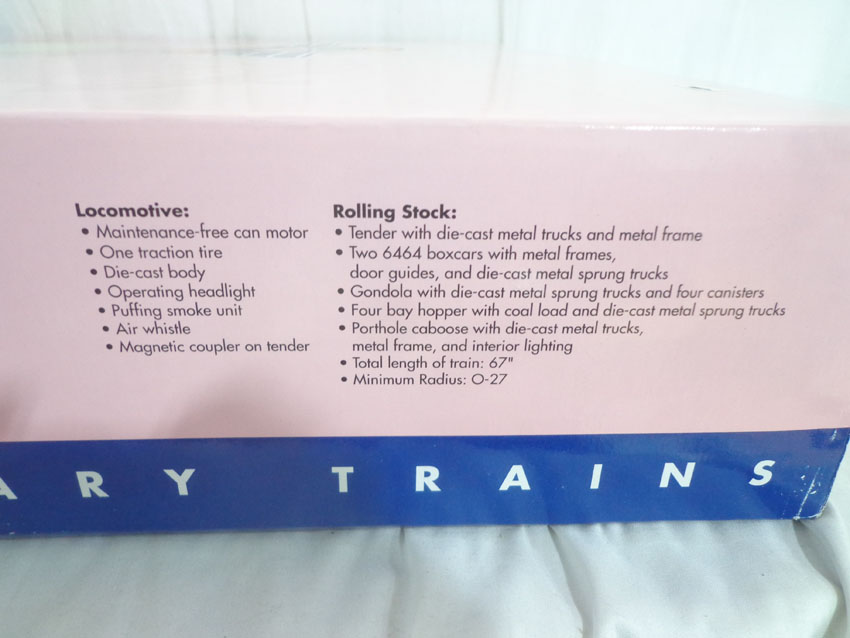 Locomotive:
• Maintenance-free can motor
• One traction tire
• Die-cast body
• Operating headlight
• Puffing smoke unit
• Air whistle
• Magnetic coupler on tender
Rolling Stock:
• Tender with die-cast metal trucks and metal frame
• Two 6464 boxcars with metal frames,
door guides, and die-cast metal sprung trucks
• Gondola with die-cast metal sprung trucks and four canisters
• Four bay hopper with coal load and die-cast metal sprung trucks
• Porthole caboose with die-cast metal trucks,
metal frame, and interior lighting
• Total length of train: 67"
• Minimum Radius: O-27
ARY TRAINS